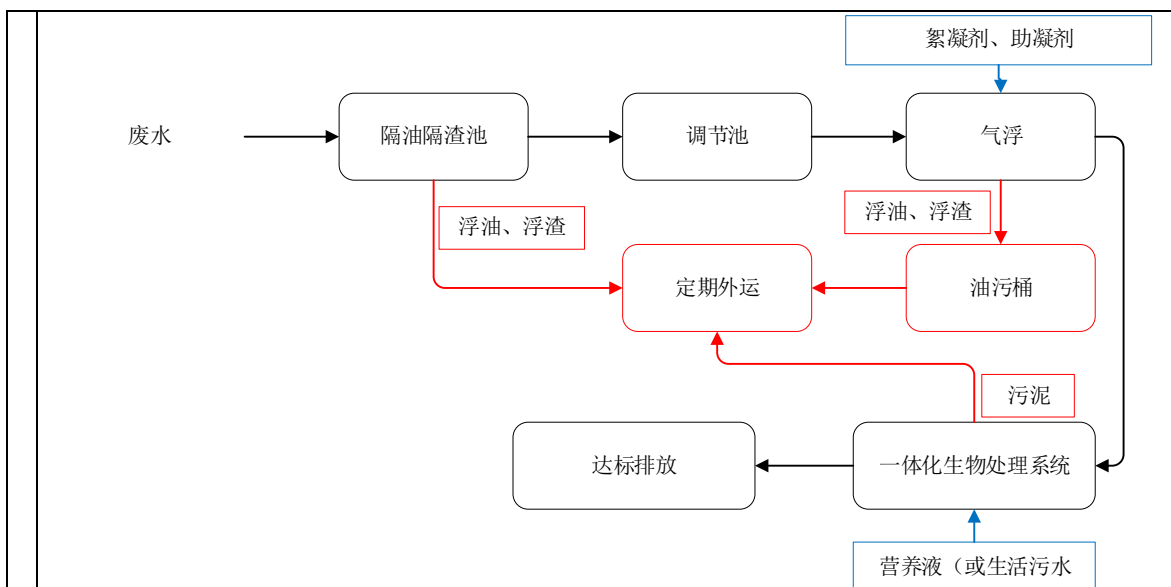 絮凝剂、助凝剂
废水
隔油隔渣池
调节池
气浮
浮油、浮渣
浮油、浮渣
定期外运
油污桶
污泥
达标排放
一体化生物处理系统
营养液（或生活污水